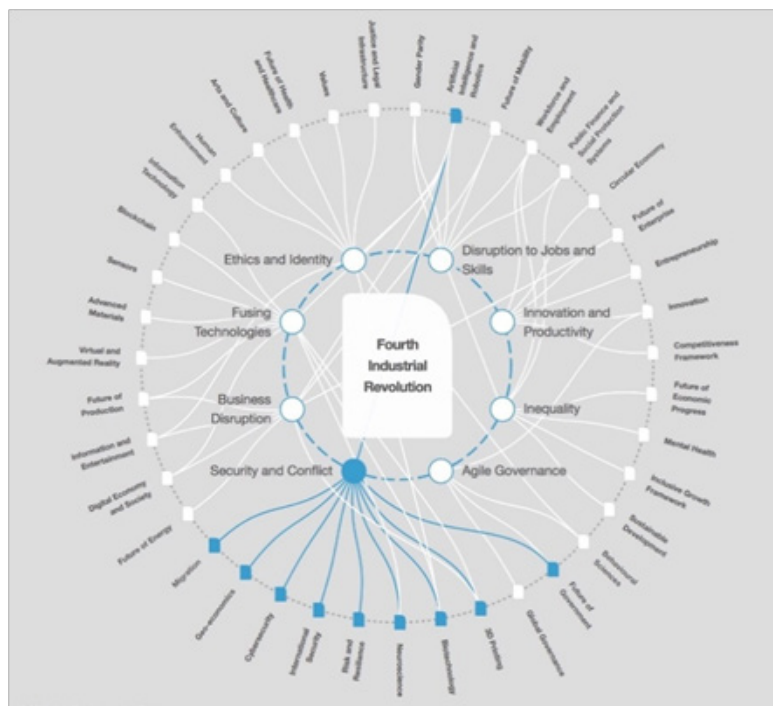 Fourth
Industrial
Revolution
Ethics and Identity
Disruption to Jobs and
Skills
Fusing
Technologies
Innovation and
Productivity
Business
Disruption
Inequality
Security and Conflict
Agile Governance
Gender Parity
Artificial
Intelligence and
Robotics
Future of Mobility
Workforce and
Employment
Public Finance and
Social Protection
Systems
Circular Economy
Future of
Enterprise
Entrepreneurship
Innovation
Competitiveness
Framework
Future of
Economic
Progress
Mental Health
Inclusive Growth
Framework
Sustainable
Development
Behavioural
Sciences
Future of
Government
Global Governance
3D Printing
Biotechnology
Neuroscience
Risk and
Resilience
International
Security
Cybersecurity
Geo-economics
Migration
Future of Energy
Digital Economy
and Society
Information and
Entertainment
Future of
Production
Virtual and
Augmented Reality
Advanced
Materials
Sensors
Blockchain
Information
Technology
Human
Enhancement
Arts and Culture
Future of Health
and Healthcare
Values
Justice and Legal
Infrastructure